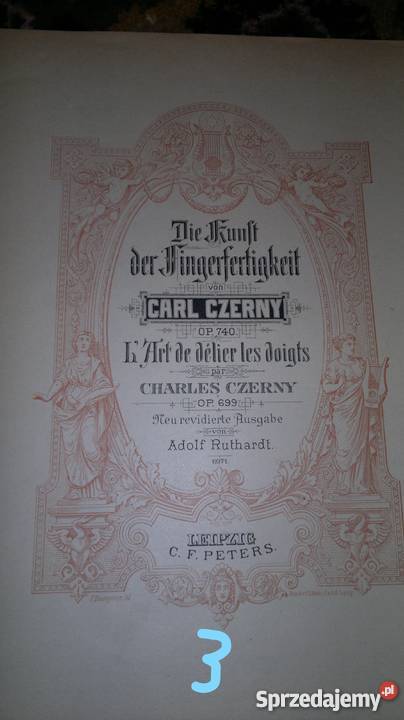 Die Kunst
der Fingerfertigkeit
von
CARL CZERNY
OP. 740.
L'Art de délier les doigts
par
CHARLES CZERNY
OP. 699.
Neu revidierte Ausgabe
von
Adolf Ruthardt.
LEIPZIG
C. F. PETERS.
3
Sprzedajemy.pl